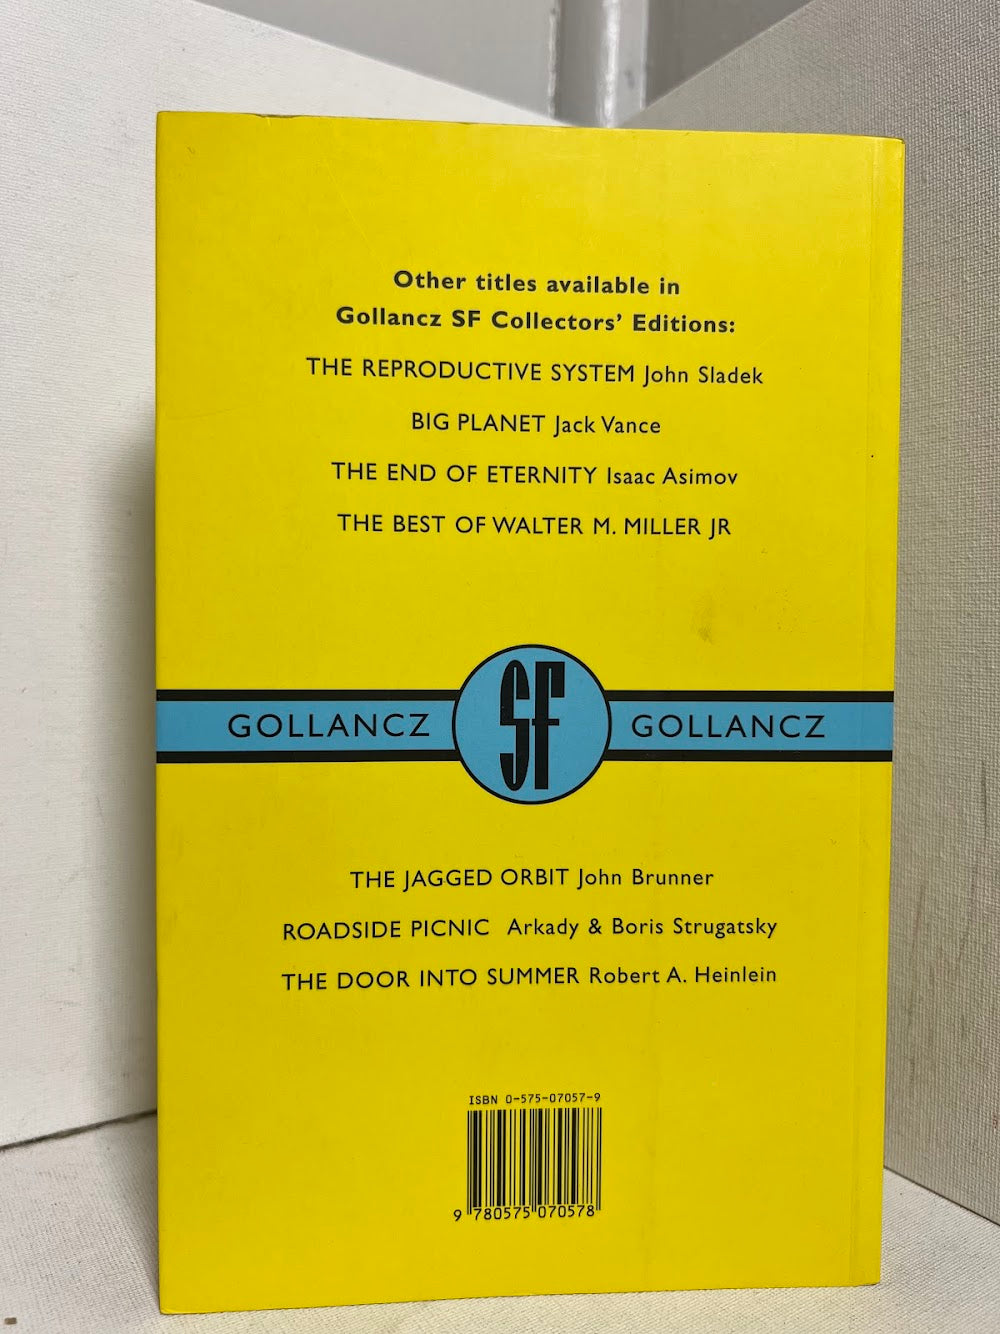 Other titles available in
Gollancz SF Collectors' Editions:
THE REPRODUCTIVE SYSTEM John Sladek
BIG PLANET Jack Vance
THE END OF ETERNITY Isaac Asimov
THE BEST OF WALTER M. MILLER JR
GOLLANCZ SF GOLLANCZ
THE JAGGED ORBIT John Brunner
ROADSIDE PICNIC Arkady & Boris Strugatsky
THE DOOR INTO SUMMER Robert A. Heinlein
ISBN 0-575-07057-9
9 780575 070578